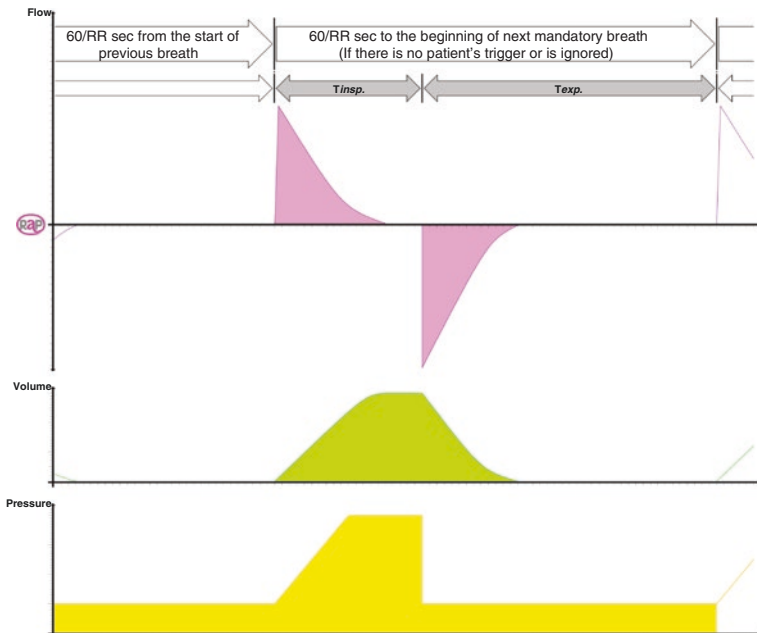 Flow
60/RR sec from the start of
previous breath
60/RR sec to the beginning of next mandatory breath
(If there is no patient's trigger or is ignored)
Tinsp.
Texp.
RaP
Volume
Pressure